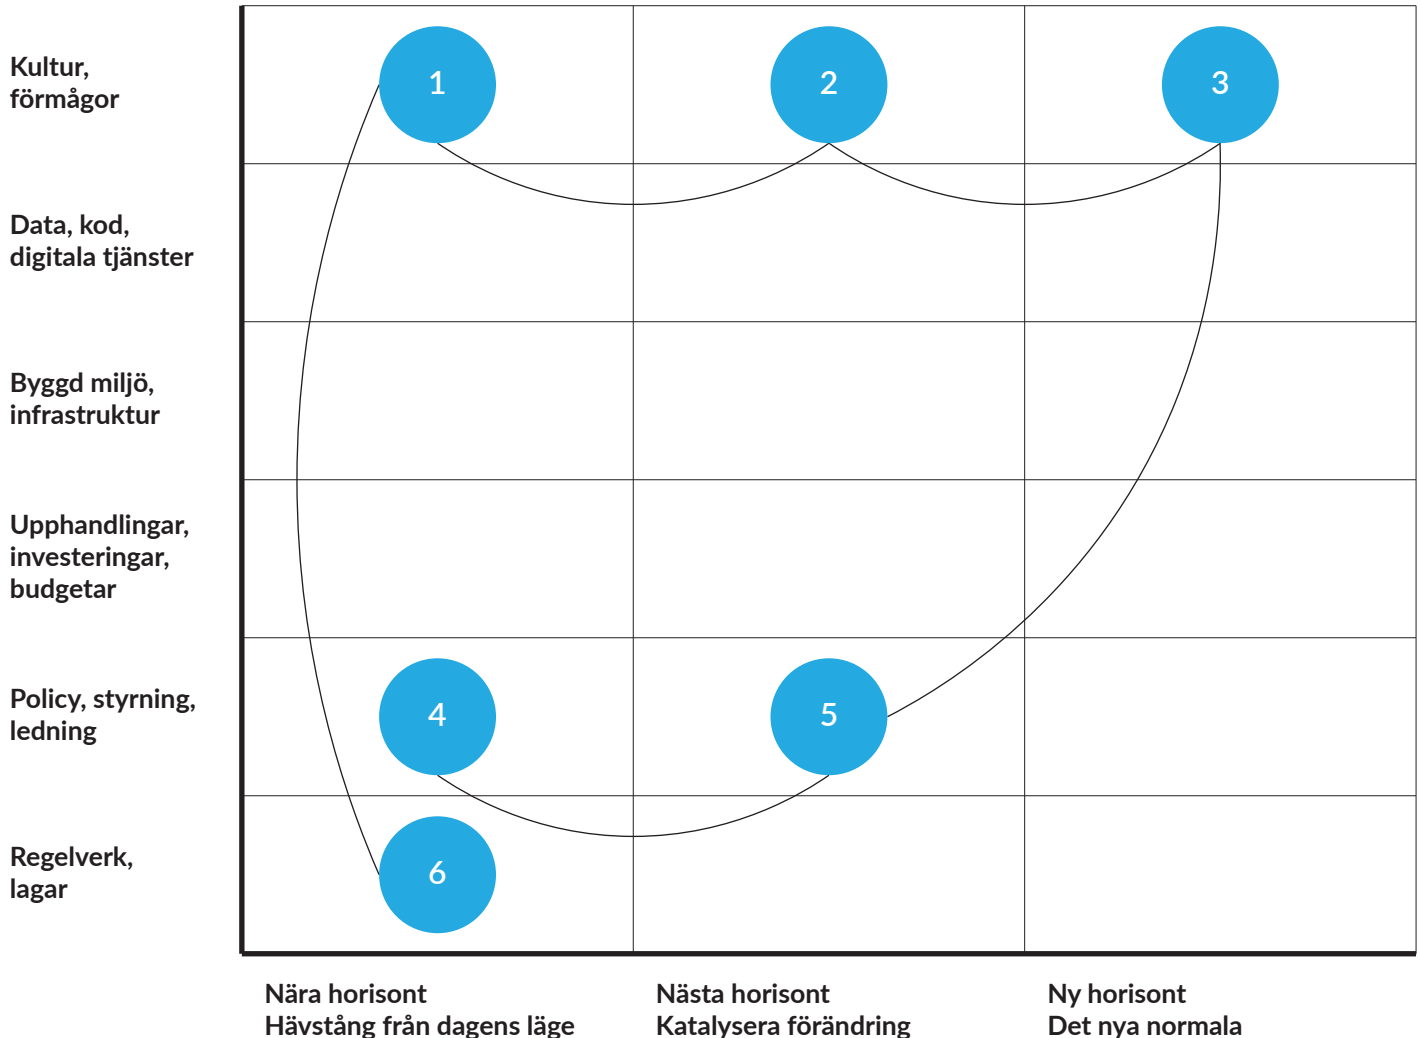 Kultur,
förmågor
1
2
3
Data, kod,
digitala tjänster
Byggd miljö,
infrastruktur
Upphandlingar,
investeringar,
budgetar
Policy, styrning,
ledning
4
5
Regelverk,
lagar
6
Nära horisont
Hävstång från dagens läge
Nästa horisont
Katalysera förändring
Ny horisont
Det nya normala